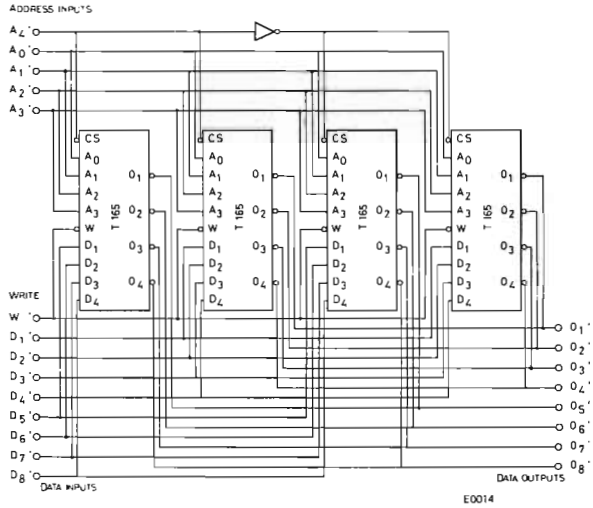 ADDRESS INPUTS
A4'
A0'
A1'
A2'
A3'
CS
A0
A1
A2
A3
W
D1
D2
D3
D4
T165
O1
O2
O3
O4
CS
A0
A1
A2
A3
W
D1
D2
D3
D4
T165
O1
O2
O3
O4
CS
A0
A1
A2
A3
W
D1
D2
D3
D4
T165
O1
O2
O3
O4
CS
A0
A1
A2
A3
W
D1
D2
D3
D4
T165
O1
O2
O3
O4
WRITE
W'
D1'
D2'
D3'
D4'
D5'
D6'
D7'
D8'
DATA INPUTS
O1'
O2'
O3'
O4'
O5'
O6'
O7'
O8'
DATA OUTPUTS
E0014